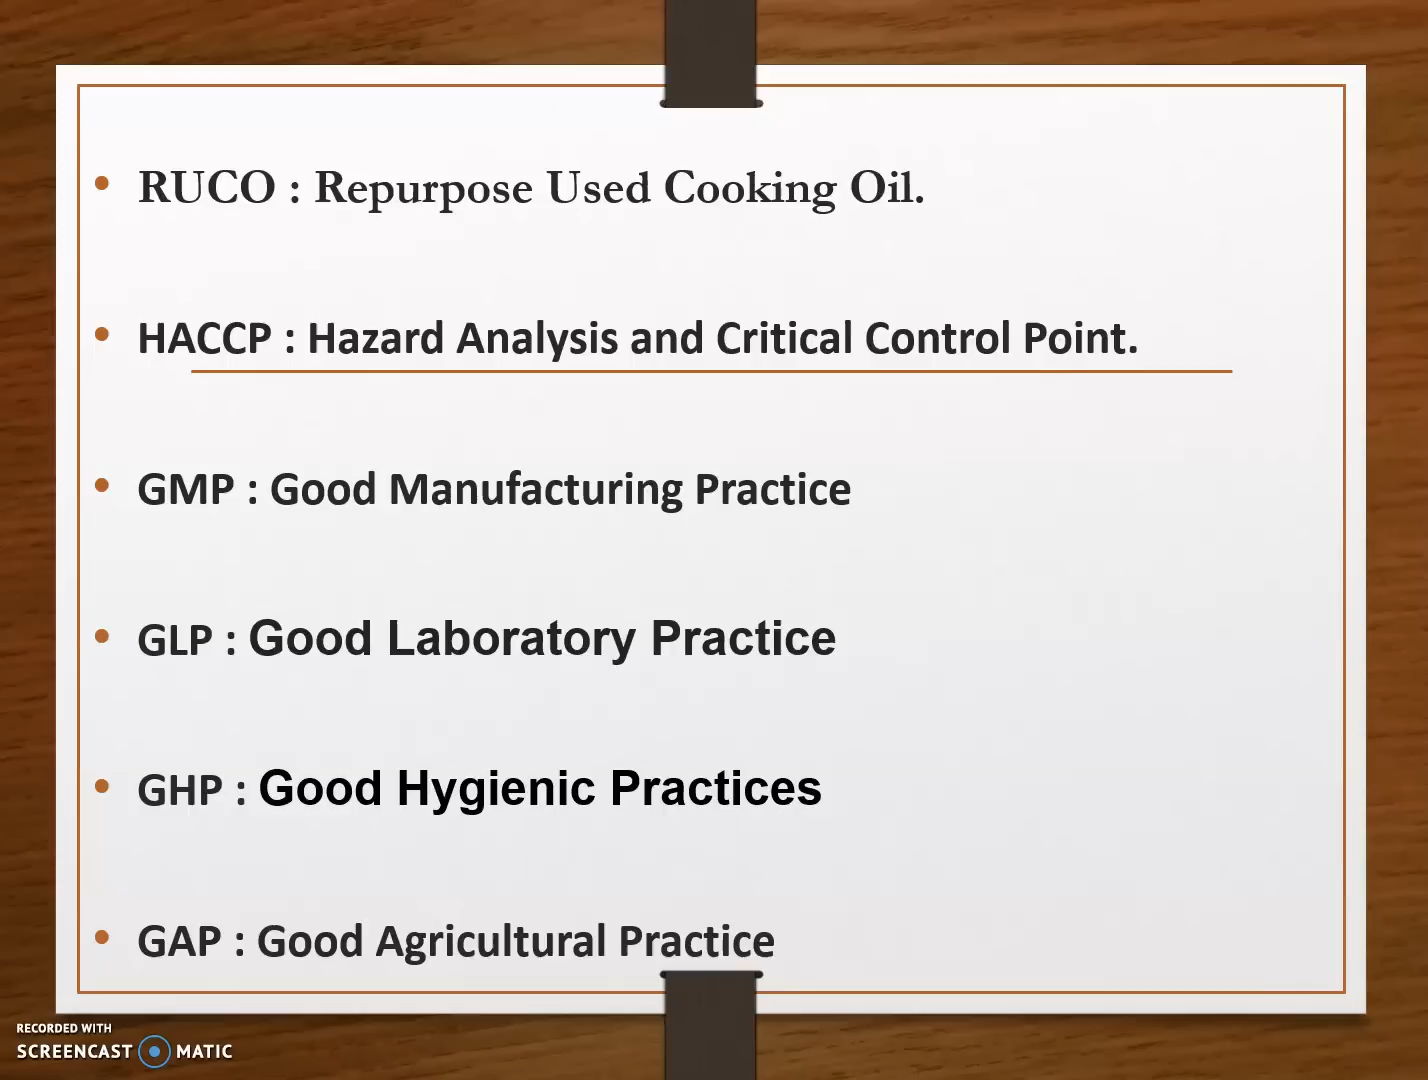 • RUCO : Repurpose Used Cooking Oil.
• HACCP : Hazard Analysis and Critical Control Point.
• GMP : Good Manufacturing Practice
• GLP : Good Laboratory Practice
• GHP : Good Hygienic Practices
• GAP : Good Agricultural Practice
RECORDED WITH
SCREENCAST MATIC